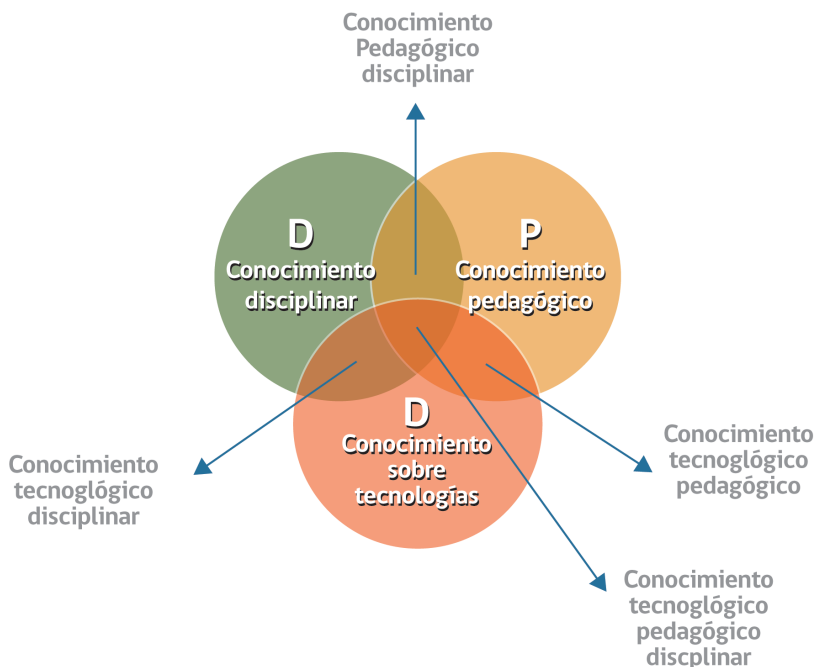 Conocimiento
Pedagógico
disciplinar
D
Conocimiento
disciplinar
P
Conocimiento
pedagógico
D
Conocimiento
sobre
tecnologías
Conocimiento
tecnoglógico
disciplinar
Conocimiento
tecnoglógico
pedagógico
Conocimiento
tecnoglógico
pedagógico
discplinar